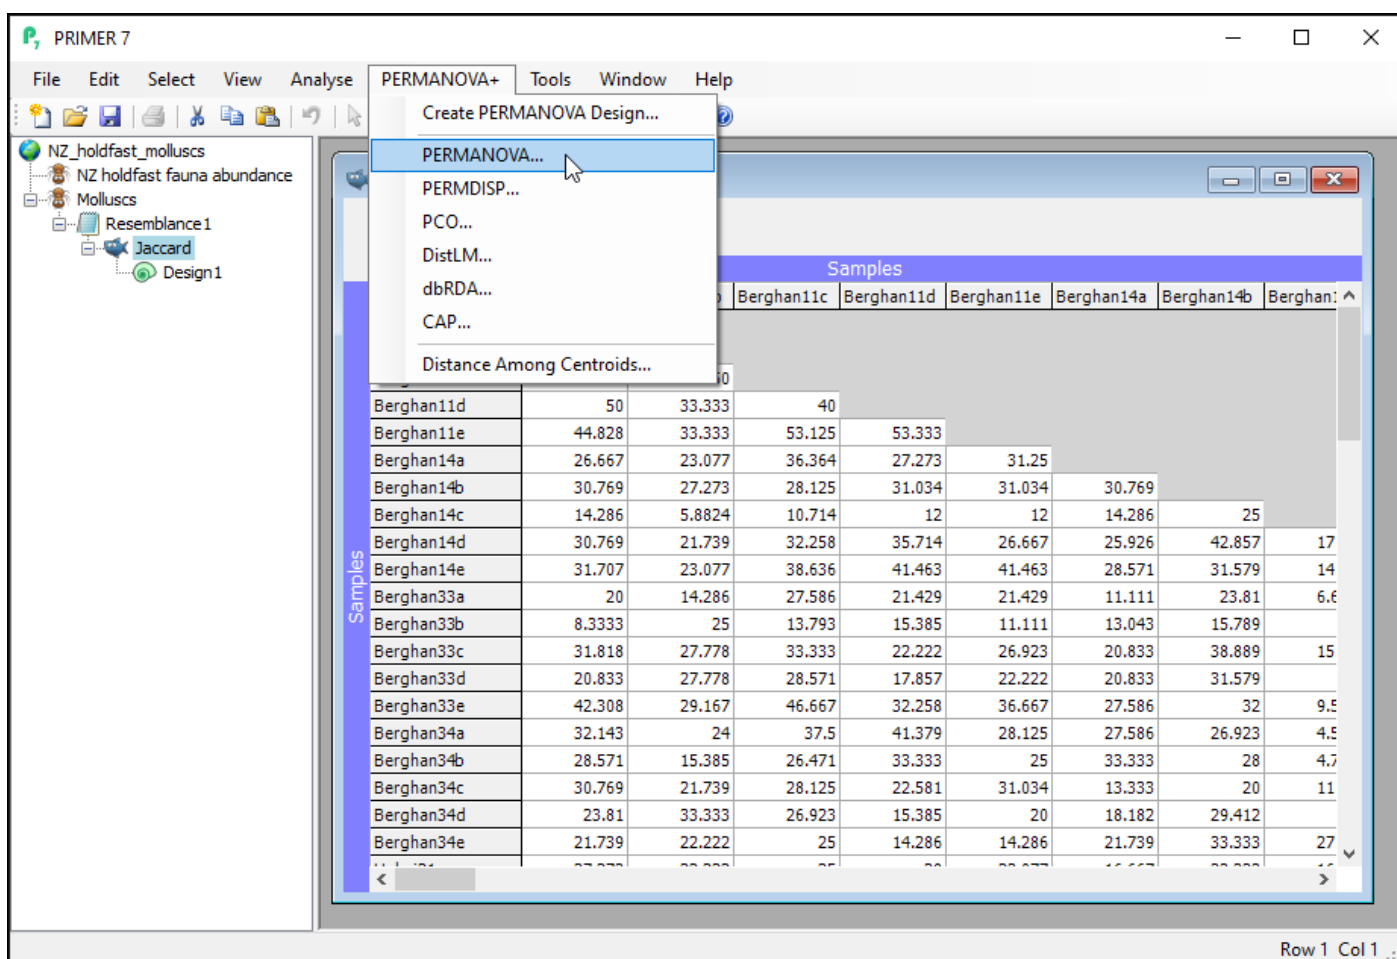 PRIMER 7
File Edit Select View Analyse PERMANOVA+ Tools Window Help
Create PERMANOVA Design...
PERMANOVA...
PERMDISP...
PCO...
DistLM...
dbRDA...
CAP...
Distance Among Centroids...
NZ_holdfast_molluscs
NZ holdfast fauna abundance
Molluscs
Resemblance1
Jaccard
Design1
Samples
Berghan11c Berghan11d Berghan11e Berghan14a Berghan14b
Samples
Berghan11d 50 33.333 40
Berghan11e 44.828 33.333 53.125 53.333
Berghan14a 26.667 23.077 36.364 27.273 31.25
Berghan14b 30.769 27.273 28.125 31.034 31.034 30.769
Berghan14c 14.286 5.8824 10.714 12 12 14.286 25
Berghan14d 30.769 21.739 32.258 35.714 26.667 25.926 42.857 17
Berghan14e 31.707 23.077 38.636 41.463 41.463 28.571 31.579 14
Berghan33a 20 14.286 27.586 21.429 21.429 11.111 23.81
Berghan33b 8.3333 25 13.793 15.385 11.111 13.043 15.789
Berghan33c 31.818 27.778 33.333 22.222 26.923 20.833 38.889 15
Berghan33d 20.833 27.778 28.571 17.857 22.222 20.833 31.579
Berghan33e 42.308 29.167 46.667 32.258 36.667 27.586 32 9.5
Berghan34a 32.143 24 37.5 41.379 28.125 27.586 26.923 4.5
Berghan34b 28.571 15.385 26.471 33.333 25 33.333 28 4.7
Berghan34c 30.769 21.739 28.125 22.581 31.034 13.333 20 11
Berghan34d 23.81 33.333 26.923 15.385 20 18.182 29.412
Berghan34e 21.739 22.222 25 14.286 14.286 21.739 33.333 27
Row 1 Col 1